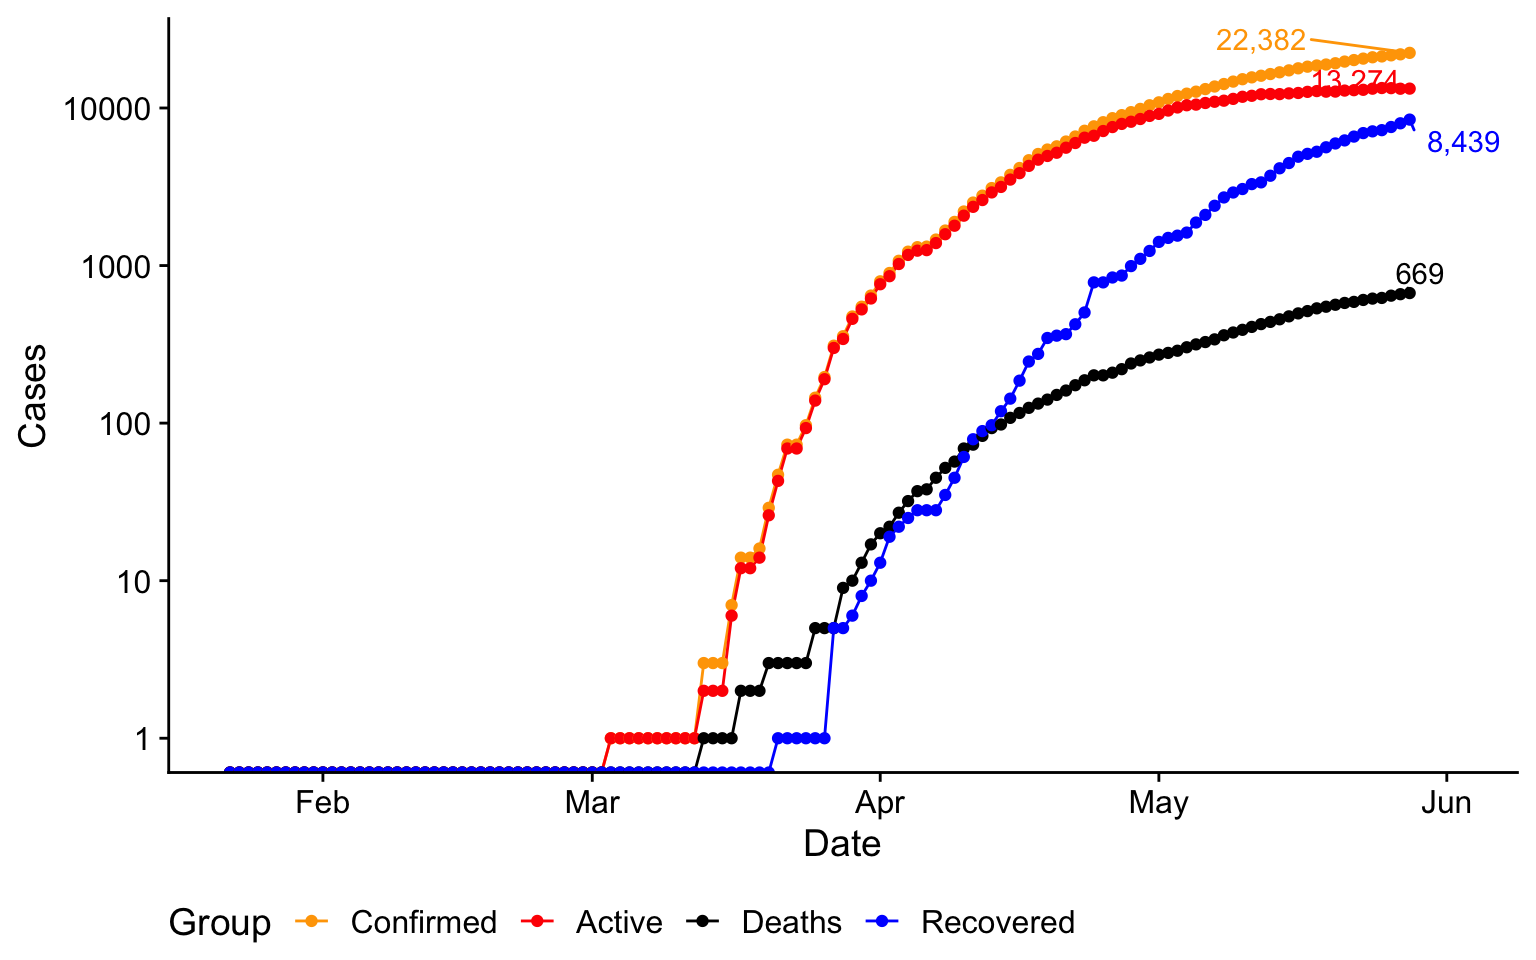 22,382
13,274
10000
8,439
1000
669
100
10
1
Cases
Feb Mar Apr May Jun
Date
Group Confirmed Active Deaths Recovered